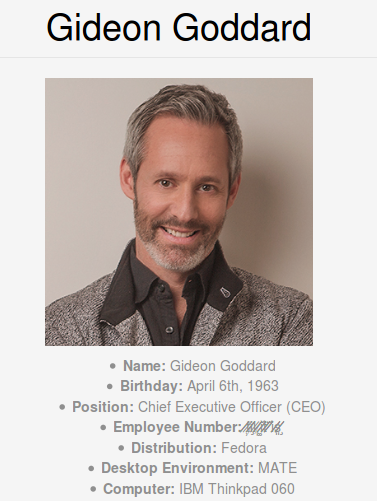 Gideon Goddard
• Name: Gideon Goddard
• Birthday: April 6th, 1963
• Position: Chief Executive Officer (CEO)
• Employee Number:
• Distribution: Fedora
• Desktop Environment: MATE
• Computer: IBM Thinkpad 060